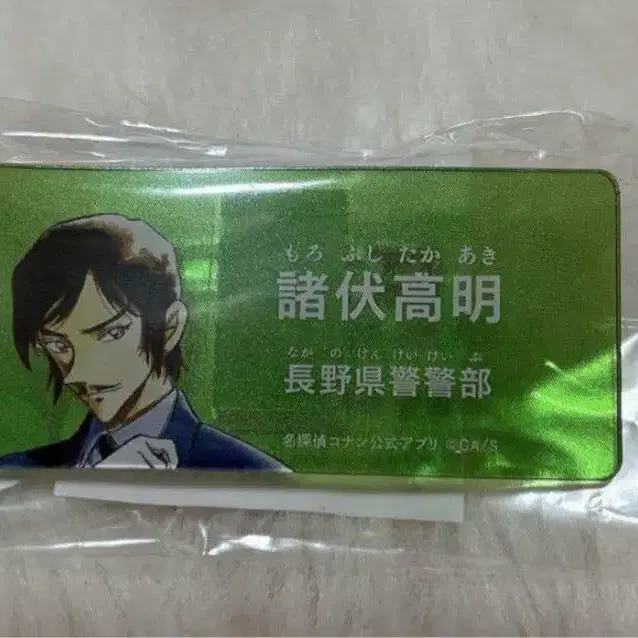 もろ ふし たか あき
諸伏高明
なが の けん けい けい ぶ
長野県警警部
名探偵コナン公式アプリ ©GA/S